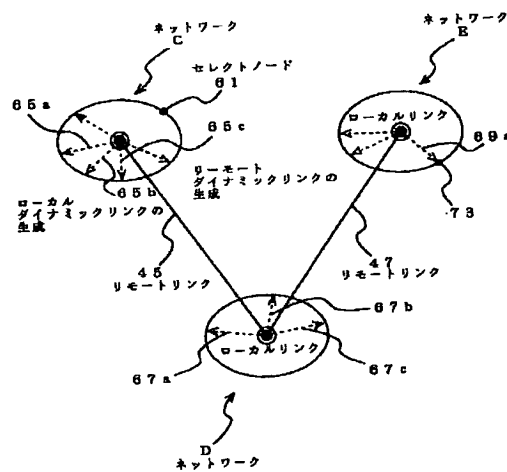 ネットワーク
C
ネットワーク
E
セレクトノード
61
65a
65c
ローカルリンク
69a
65b
リモート
ダイナミックリンクの
生成
73
ローカル
ダイナミックリンクの
生成
45
リモートリンク
47
リモートリンク
67b
ローカルリンク
67a
67c
D
ネットワーク